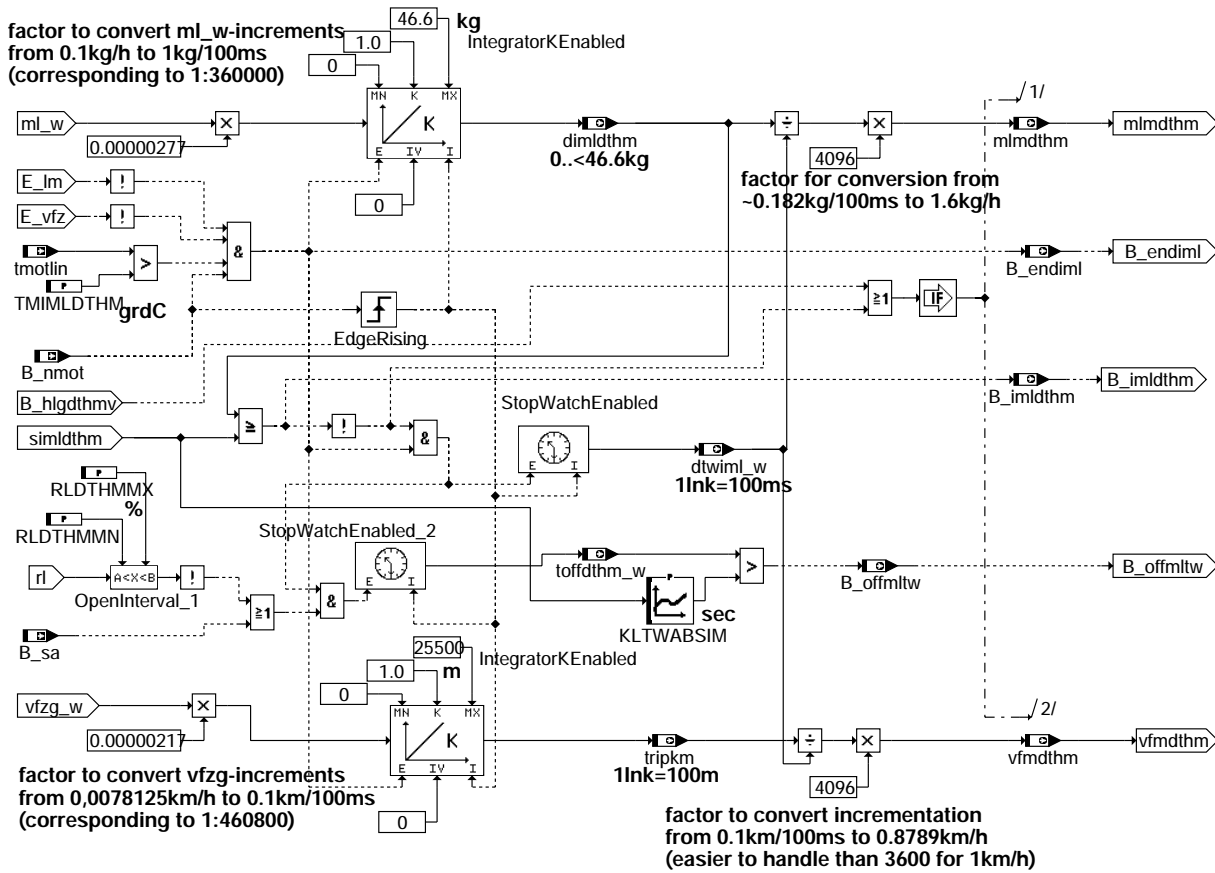 factor to convert ml_w-increments
from 0.1kg/h to 1kg/100ms
(corresponding to 1:360000)
46.6
kg
1.0
IntegratorKEnabled
0
MN K MX
K
E IV I
0
ml_w
0.00000277
dimldthm
0..<46.6kg
4096
factor for conversion from
~0.182kg/100ms to 1.6kg/h
/1/
mlmdthm
mlmdthm
E_lm
!
E_vfz
!
tmotlin
>
TMIMLDTHM
grdC
&
B_endiml
B_endiml
≥1
IF
EdgeRising
B_nmot
B_hlgdthmv
simldthm
≥
!
&
B_imldthm
B_imldthm
StopWatchEnabled
E I
dtwiml_w
1Ink=100ms
RLDTHMMX
%
RLDTHMMN
StopWatchEnabled_2
E I
rl
A<X<B
!
OpenInterval_1
≥1
&
B_sa
toffdthm_w
>
P
KLTWABSIM
sec
B_offmltw
B_offmltw
25500
m
1.0
IntegratorKEnabled
0
MN K MX
K
E IV I
0
vfzg_w
0.00000217
factor to convert vfzg-increments
from 0,0078125km/h to 0.1km/100ms
(corresponding to 1:460800)
tripkm
1Ink=100m
4096
/2/
vfmdthm
vfmdthm
factor to convert incrementation
from 0.1km/100ms to 0.8789km/h
(easier to handle than 3600 for 1km/h)